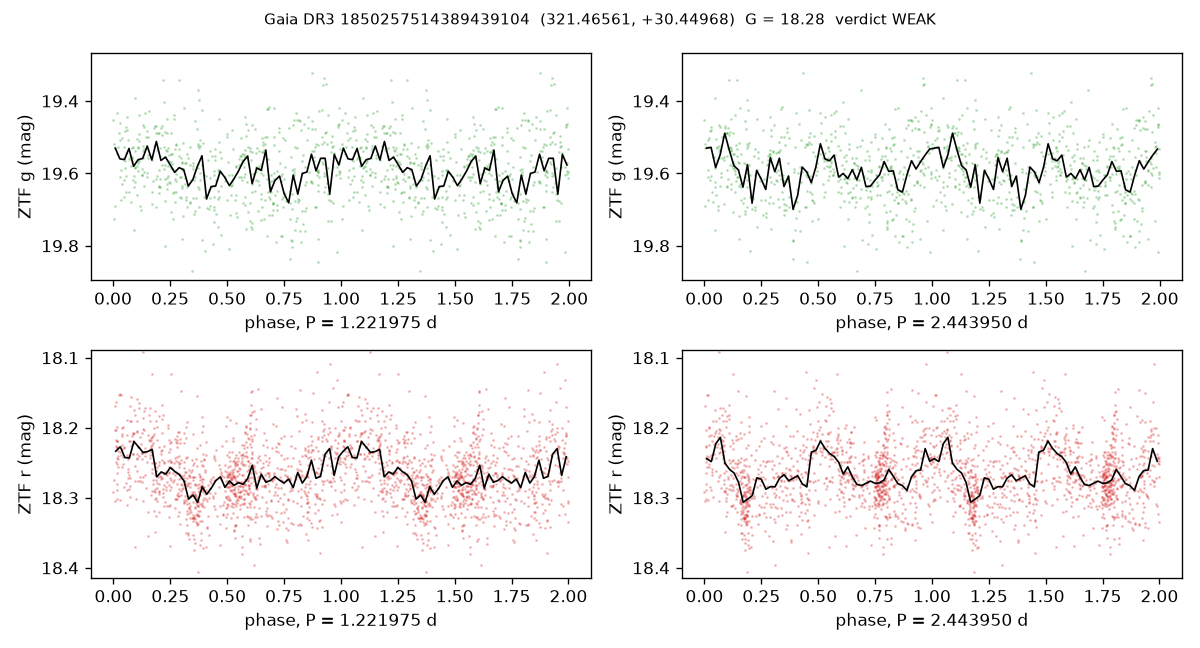 Gaia DR3 1850257514389439104  (321.46561, +30.44968)  G = 18.28  verdict WEAK
ZTF g (mag)
19.4
19.6
19.8
0.00 0.25 0.50 0.75 1.00 1.25 1.50 1.75 2.00
phase, P = 1.221975 d
ZTF g (mag)
19.4
19.6
19.8
0.00 0.25 0.50 0.75 1.00 1.25 1.50 1.75 2.00
phase, P = 2.443950 d
ZTF r (mag)
18.1
18.2
18.3
18.4
0.00 0.25 0.50 0.75 1.00 1.25 1.50 1.75 2.00
phase, P = 1.221975 d
ZTF r (mag)
18.1
18.2
18.3
18.4
0.00 0.25 0.50 0.75 1.00 1.25 1.50 1.75 2.00
phase, P = 2.443950 d